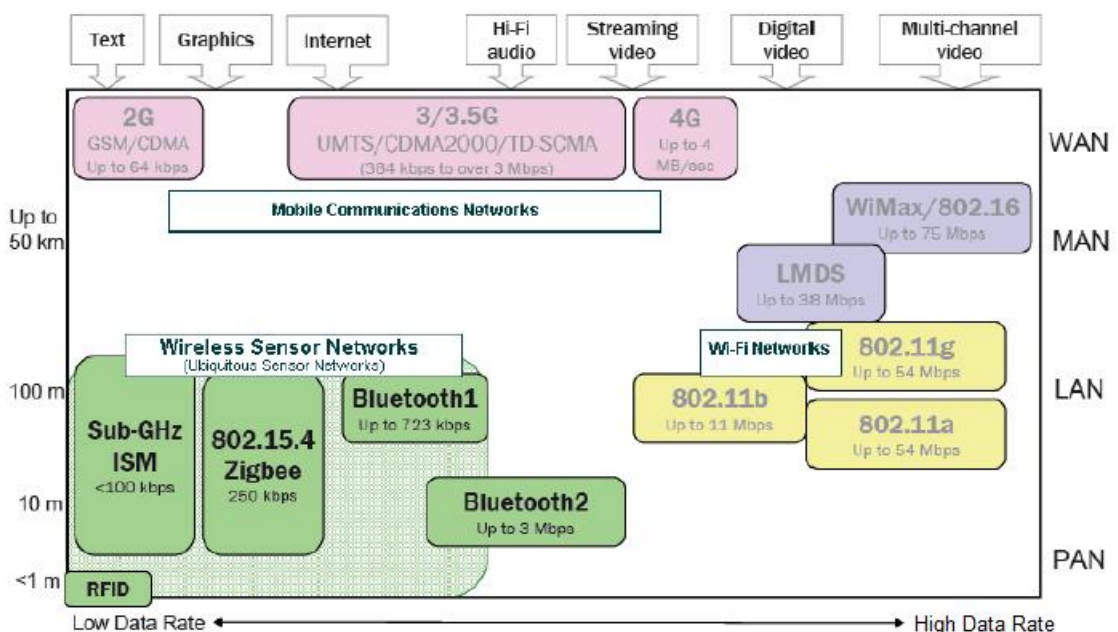 Text
Graphics
Internet
Hi-Fi
audio
Streaming
video
Digital
video
Multi-channel
video
2G
GSM/CDMA
Up to 64 kbps
3/3.5G
UMTS/CDMA2000/TD-SCMA
(384 kbps to over 3 Mbps)
4G
Up to 4
MB/sec
WAN
Mobile Communications Networks
WiMax/802.16
Up to 75 Mbps
Up to
50 km
MAN
LMDS
Up to 38 Mbps
Wireless Sensor Networks
(Ubiquitous Sensor Networks)
Wi-Fi Networks
802.11g
Up to 54 Mbps
100 m
LAN
Bluetooth1
Up to 723 kbps
802.11b
Up to 11 Mbps
802.11a
Up to 54 Mbps
Sub-GHz
ISM
<100 kbps
802.15.4
Zigbee
250 kbps
10 m
Bluetooth2
Up to 3 Mbps
PAN
<1 m
RFID
Low Data Rate
High Data Rate